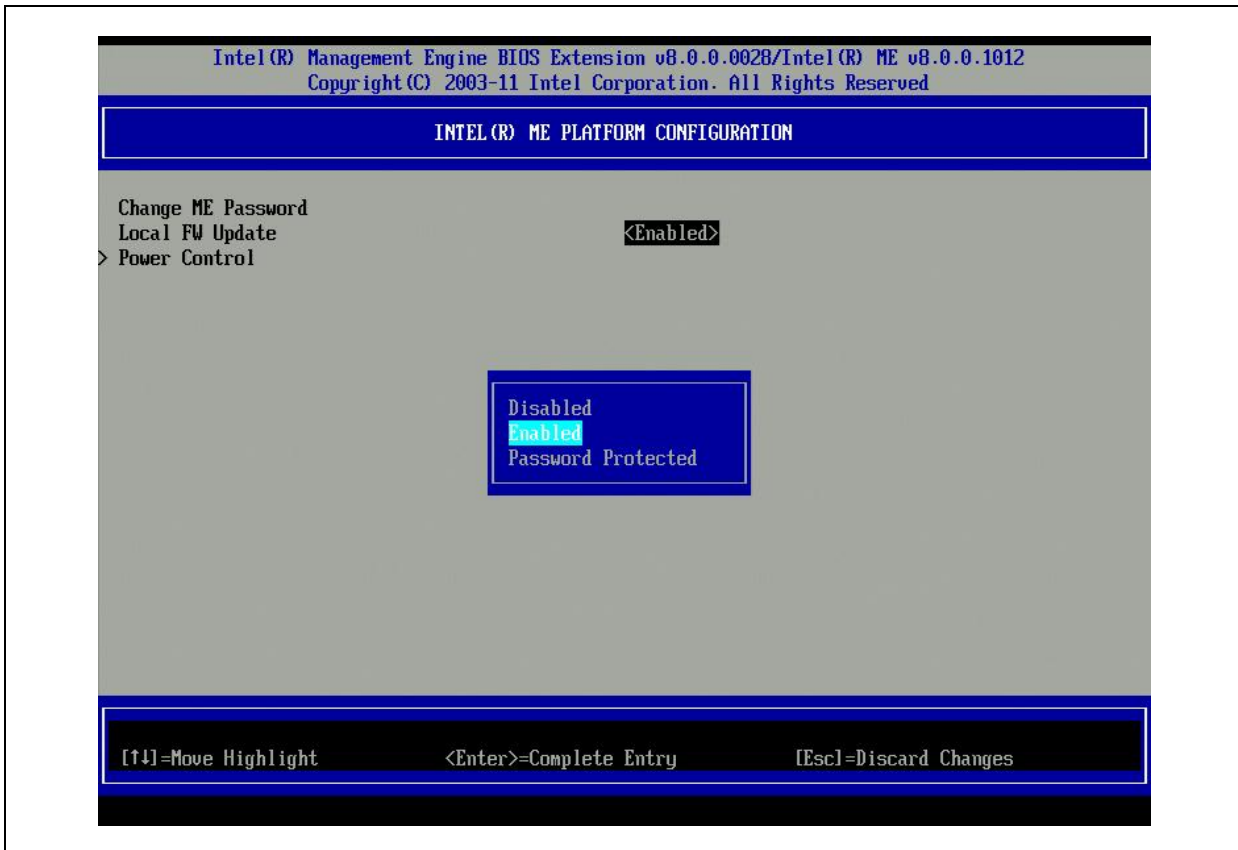 Intel(R) Management Engine BIOS Extension v8.0.0.0028/Intel(R) ME v8.0.0.1012
Copyright(C) 2003-11 Intel Corporation. All Rights Reserved
INTEL(R) ME PLATFORM CONFIGURATION
Change ME Password
Local FW Update <Enabled>
> Power Control
Disabled
Enabled
Password Protected
[↑↓]=Move Highlight <Enter>=Complete Entry [Esc]=Discard Changes